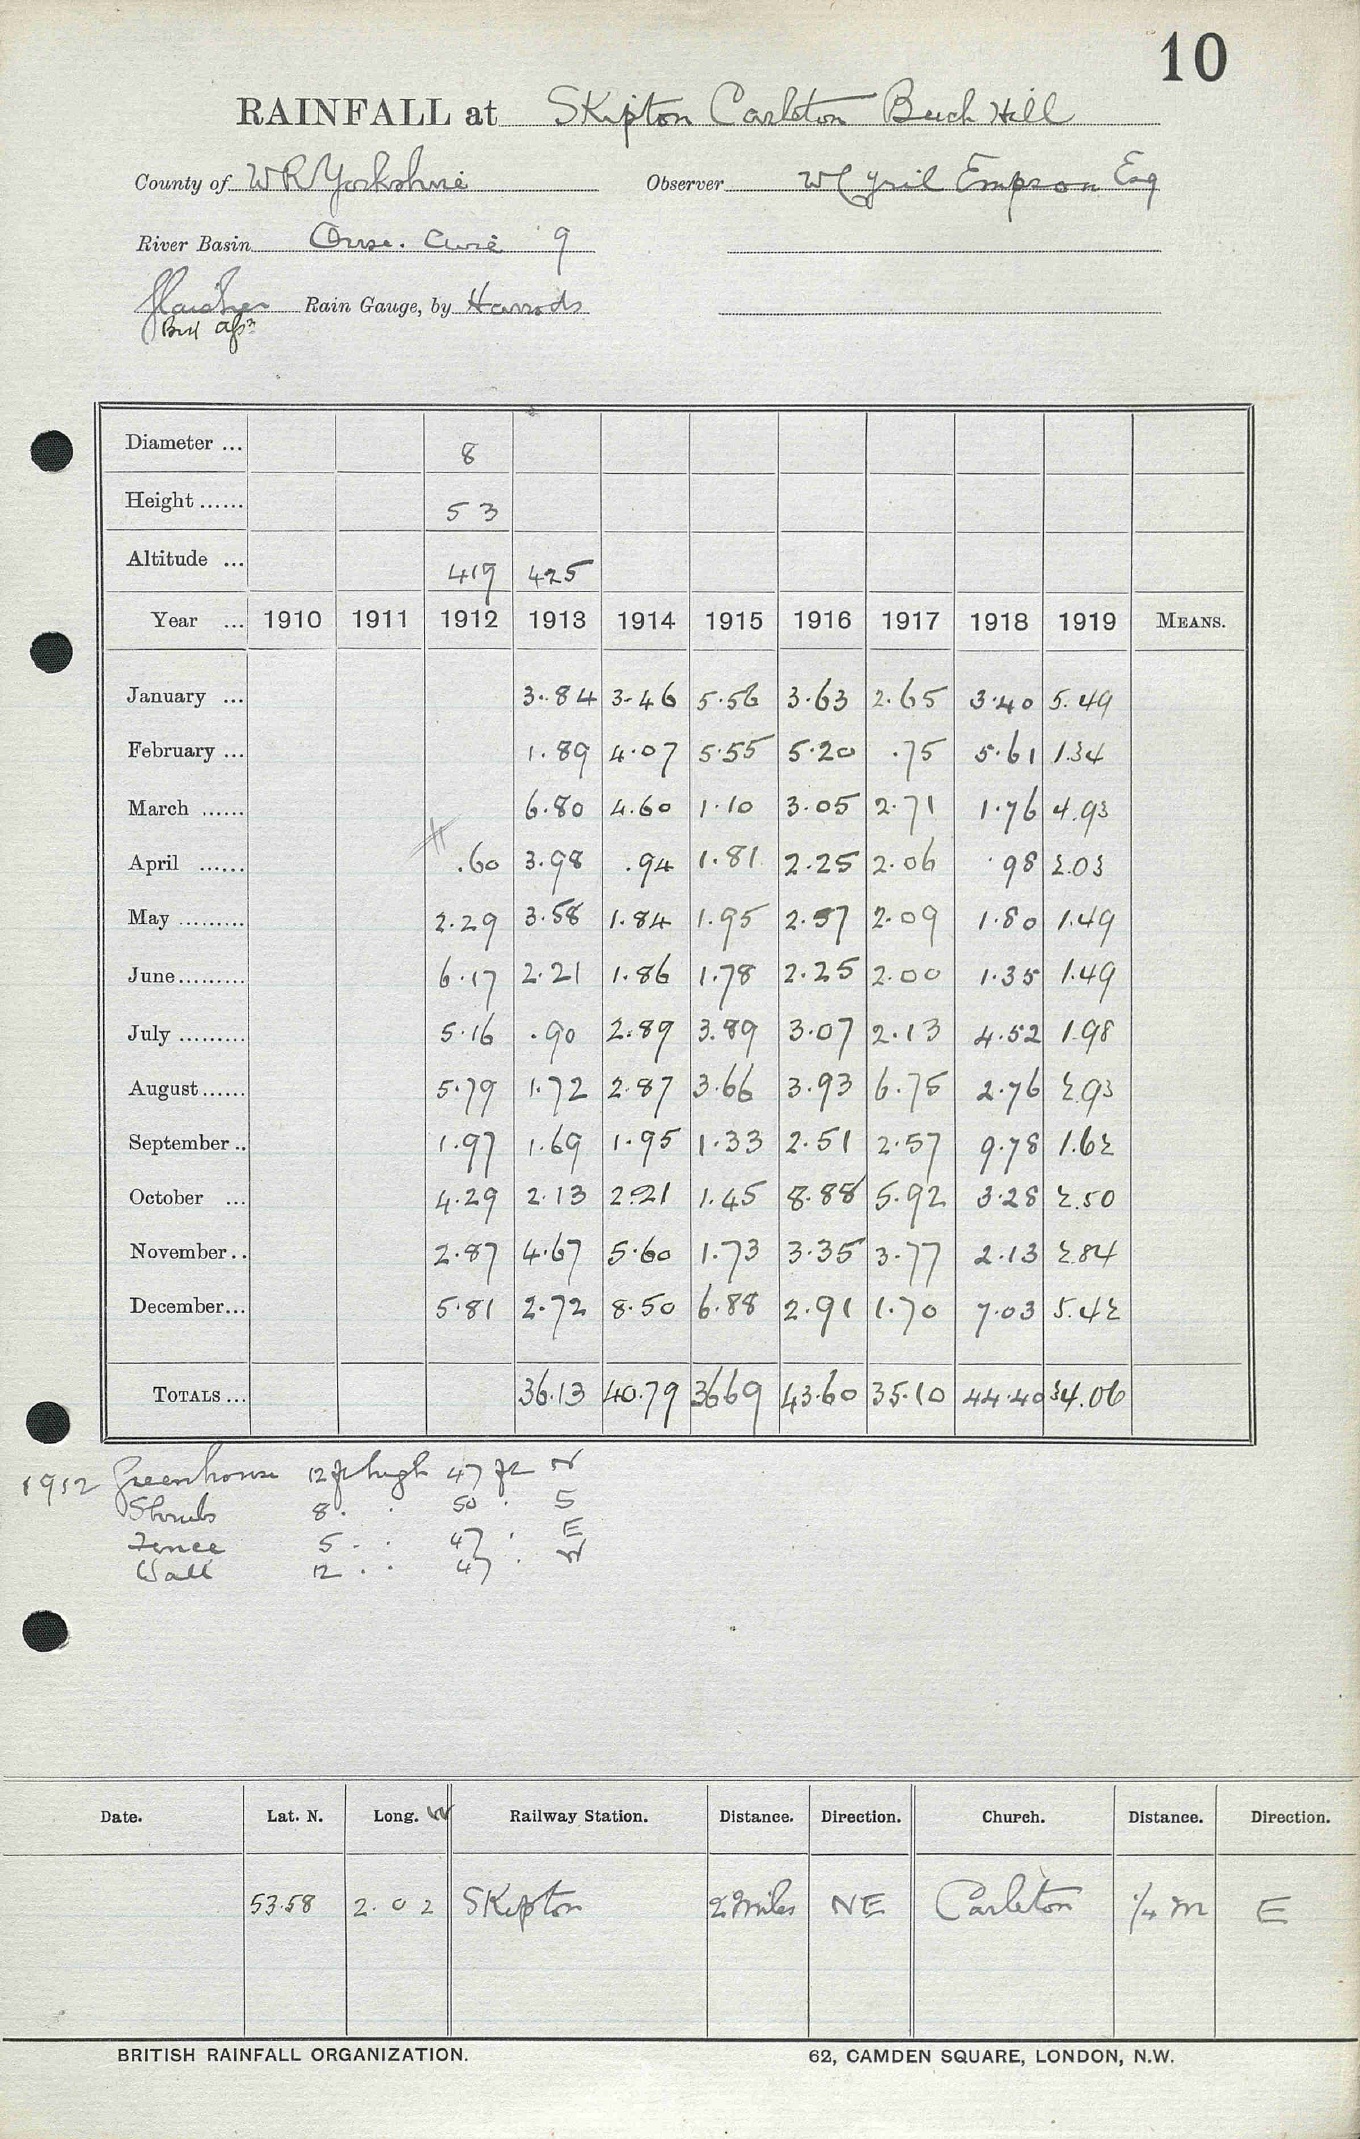 10
RAINFALL at Skipton Carleton Beech Hill
County of W R Yorkshire Observer W Cyril Empson Esq
River Basin Ouse. Aire 9
Glaisher Rain Gauge, by Harrods
Diameter ... 8
Height ...... 53
Altitude ... 419 425
Year ... 1910 1911 1912 1913 1914 1915 1916 1917 1918 1919 MEANS.
January ... 3.84 3.46 5.56 3.63 2.65 3.40 5.49
February ... 1.89 4.07 5.55 5.20 .75 5.61 1.34
March ...... 6.80 4.60 1.10 3.05 2.71 1.76 4.93
April ...... .60 3.98 .94 1.81 2.25 2.06 .98 2.03
May ......... 2.29 3.58 1.84 1.95 2.57 2.09 1.80 1.49
June ......... 6.17 2.21 1.86 1.78 2.25 2.00 1.35 1.49
July ......... 5.16 .90 2.89 3.89 3.07 2.13 4.52 1.98
August ...... 5.79 1.72 2.87 3.66 3.93 6.75 2.76 2.93
September .. 1.97 1.69 1.95 1.33 2.51 2.57 9.78 1.62
October ... 4.29 2.13 2.21 1.45 8.88 5.92 3.28 2.50
November .. 2.87 4.67 5.60 1.73 3.35 3.77 2.13 2.84
December ... 5.81 2.72 8.50 6.88 2.91 1.70 7.03 5.42
TOTALS ... 36.13 40.79 36 69 43.60 35.10 44.40 34.06
1912 Greenhouse 12 ft high 47 ft N
Shrubs 8 . . 50 . S
Fence 5 . . 47 . E
Wall 12 . . 47 . W
Date. Lat. N. Long. W Railway Station. Distance. Direction. Church. Distance. Direction.
53.58 2. 0 2 Skipton 2 Miles NE Carleton 1/4 m E
BRITISH RAINFALL ORGANIZATION. 62, CAMDEN SQUARE, LONDON, N.W.